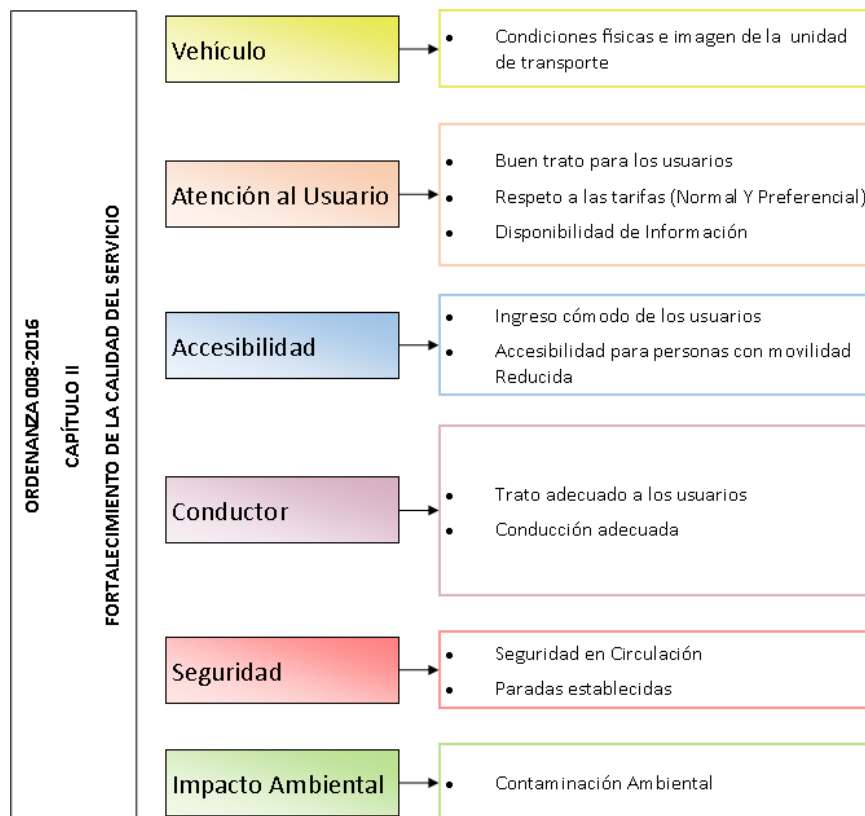 ORDENANZA 008-2016
CAPÍTULO II
FORTALECIMIENTO DE LA CALIDAD DEL SERVICIO
Vehículo
• Condiciones físicas e imagen de la unidad
de transporte
Atención al Usuario
• Buen trato para los usuarios
• Respeto a las tarifas (Normal Y Preferencial)
• Disponibilidad de Información
Accesibilidad
• Ingreso cómodo de los usuarios
• Accesibilidad para personas con movilidad
Reducida
Conductor
• Trato adecuado a los usuarios
• Conducción adecuada
Seguridad
• Seguridad en Circulación
• Paradas establecidas
Impacto Ambiental
• Contaminación Ambiental